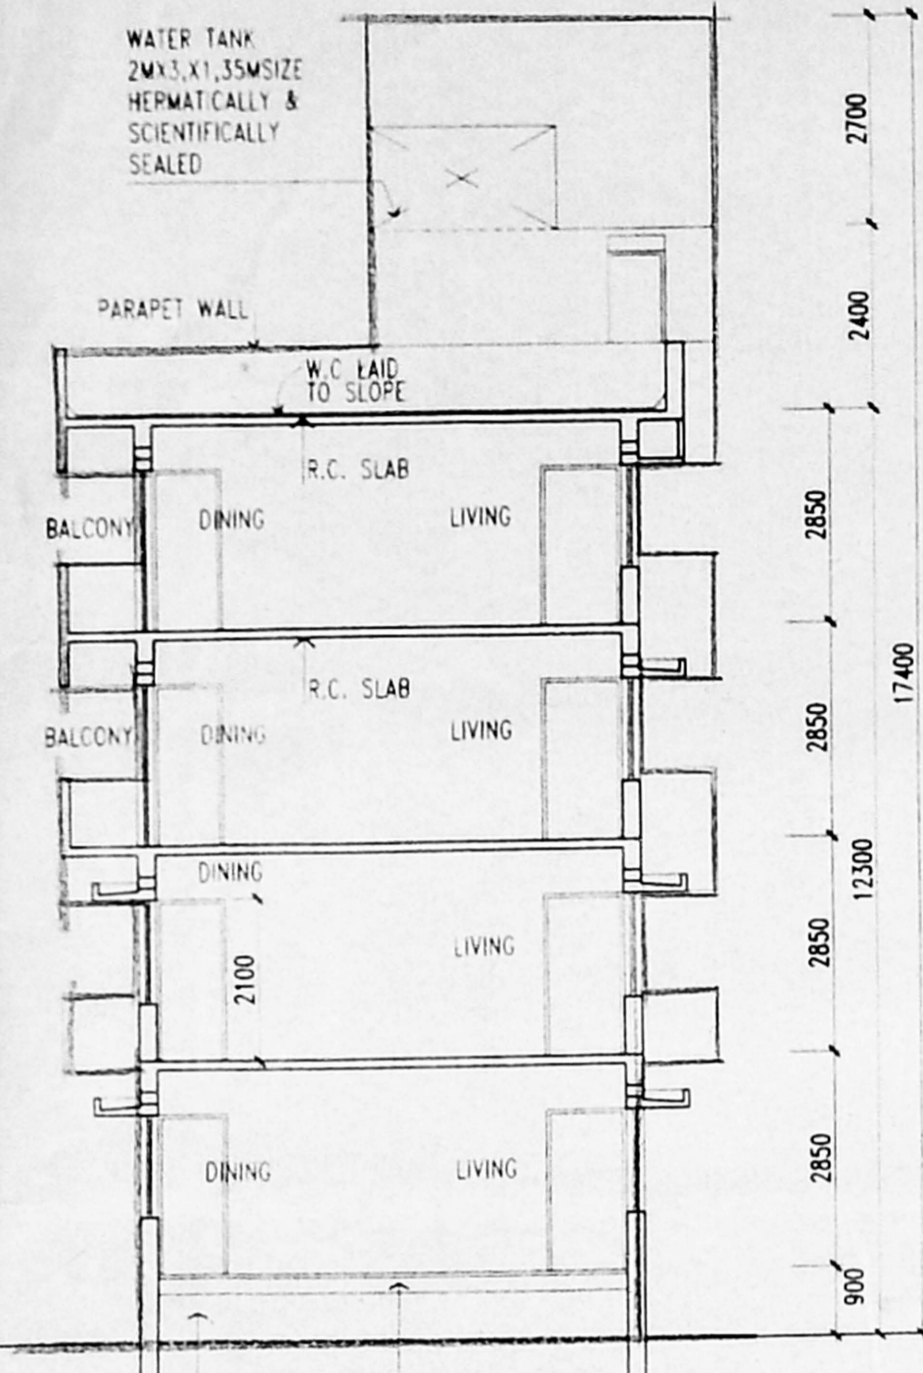 WATER TANK
2MX3,X1,35MSIZE
HERMATICALLY &
SCIENTIFICALLY
SEALED
2700
2400
PARAPET WALL
W.C LAID
TO SLOPE
R.C. SLAB
BALCONY
DINING
LIVING
2850
R.C. SLAB
17400
BALCONY
DINING
LIVING
2850
DINING
12300
LIVING
2100
2850
DINING
LIVING
2850
900